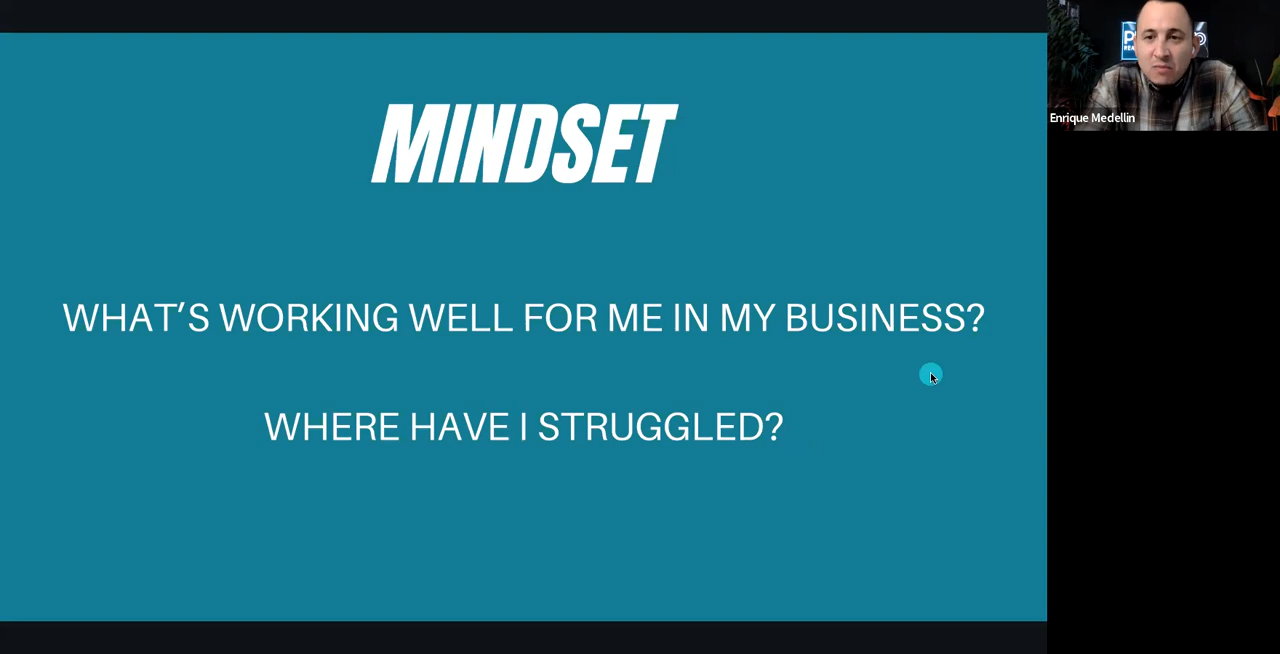 MINDSET
WHAT'S WORKING WELL FOR ME IN MY BUSINESS?
WHERE HAVE I STRUGGLED?
Enrique Medellin